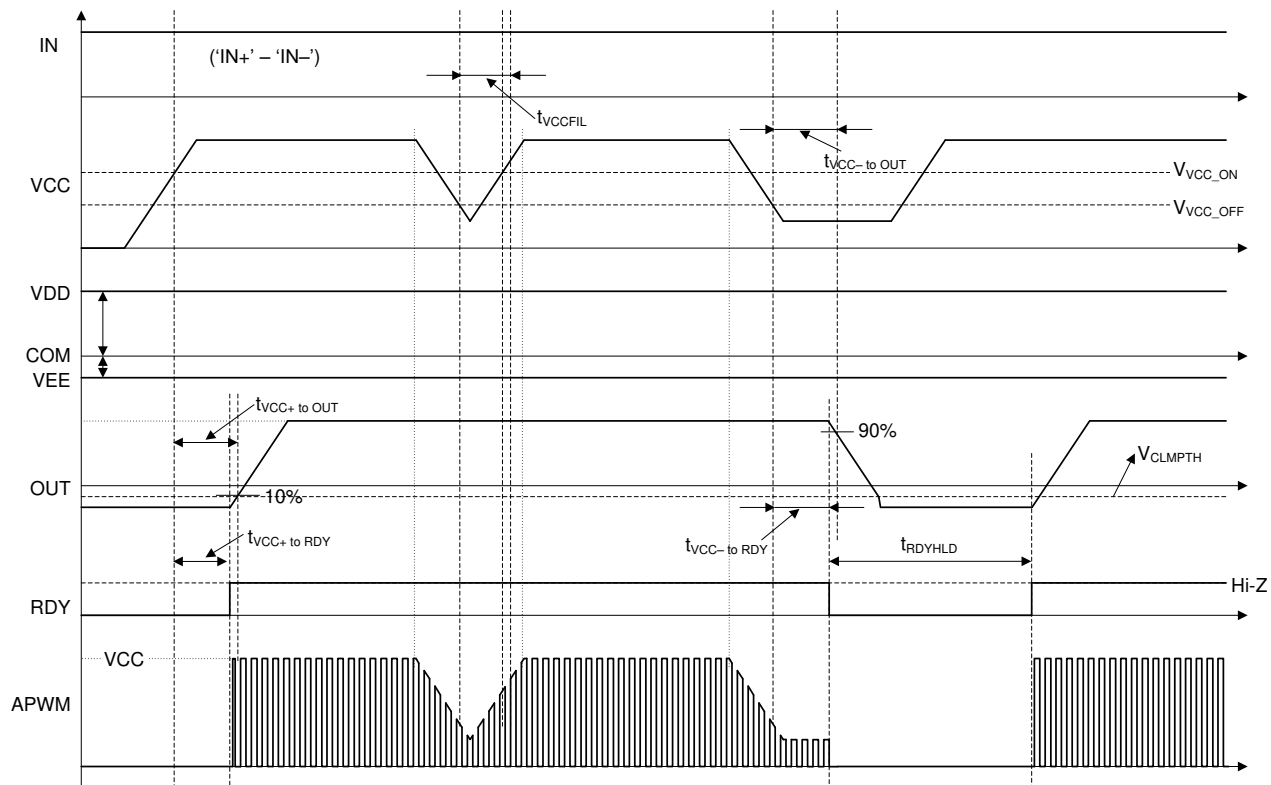 IN
('IN+' – 'IN–')
tVCCFIL
tVCC– to OUT
VCC
VVCC_ON
VVCC_OFF
VDD
COM
VEE
tVCC+ to OUT
90%
VCLMPTH
OUT
10%
tVCC+ to RDY
tVCC– to RDY
tRDYHLD
Hi-Z
RDY
VCC
APWM